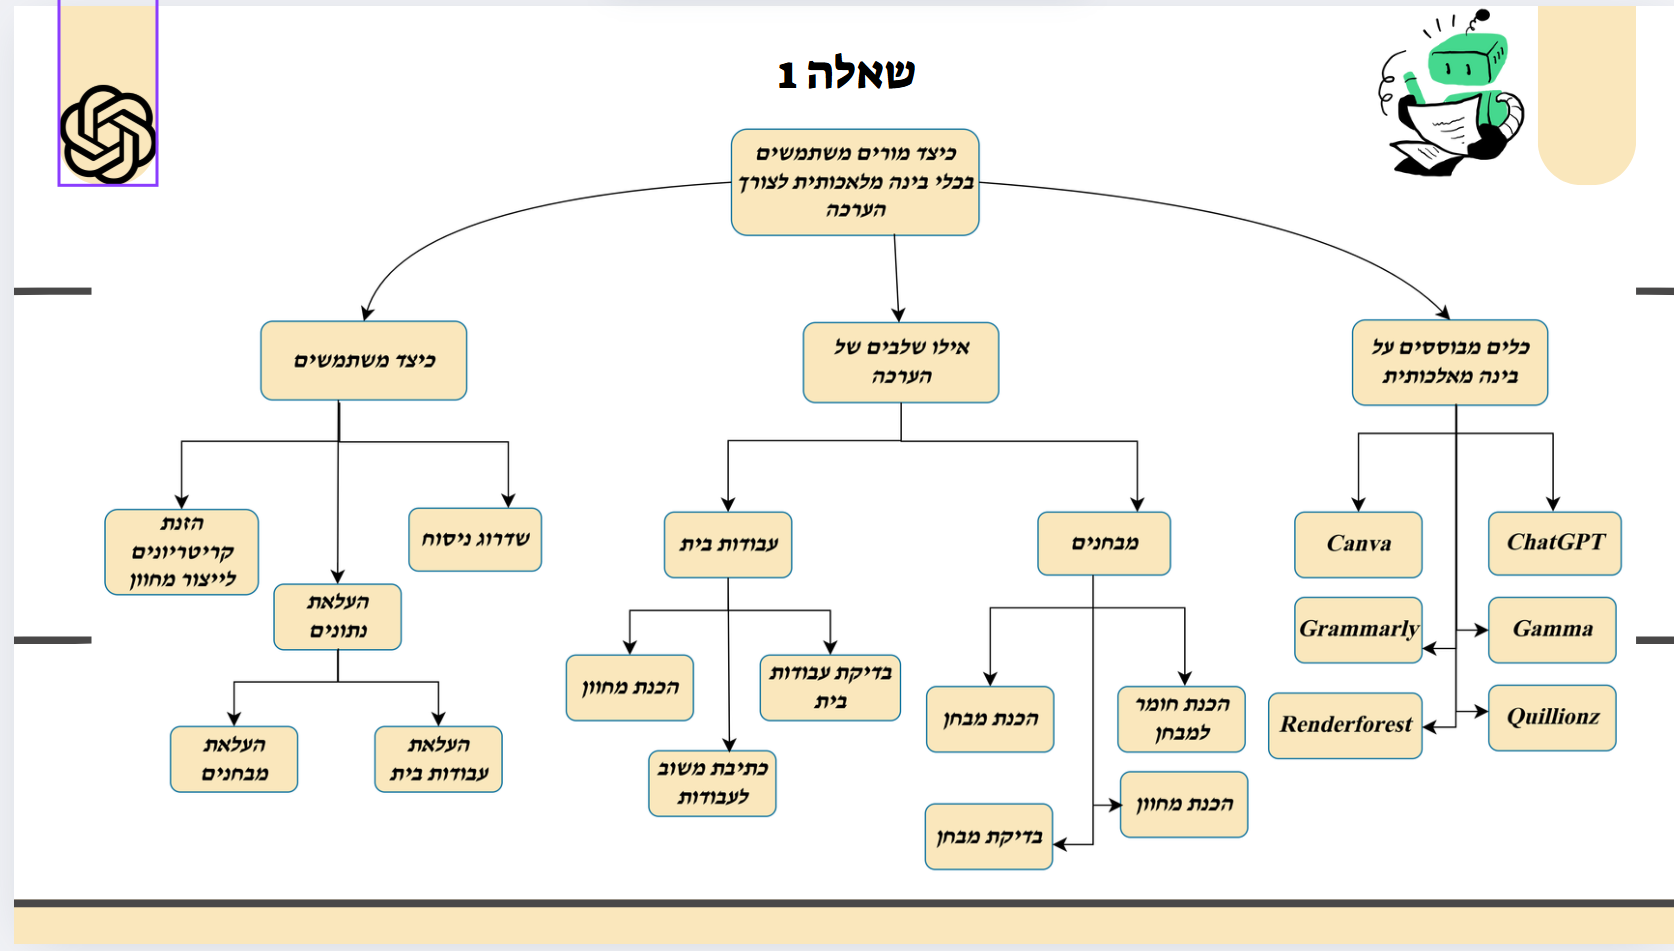 שאלה 1
כיצד מורים משתמשים
בכלי בינה מלאכותית לצורך
הערכה
כלים מבוססים על
בינה מאלכותית
ChatGPT
Canva
Gamma
Grammarly
Quillionz
Renderforest
אילו שלבים של
הערכה
מבחנים
הכנת חומר
למבחן
הכנת מבחן
הכנת מחוון
בדיקת מבחן
עבודות בית
בדיקת עבודות
בית
הכנת מחוון
כתיבת משוב
לעבודות
כיצד משתמשים
שדרוג ניסוח
העלאת
נתונים
העלאת
עבודות בית
העלאת
מבחנים
הזנת
קריטריונים
לייצור מחוון